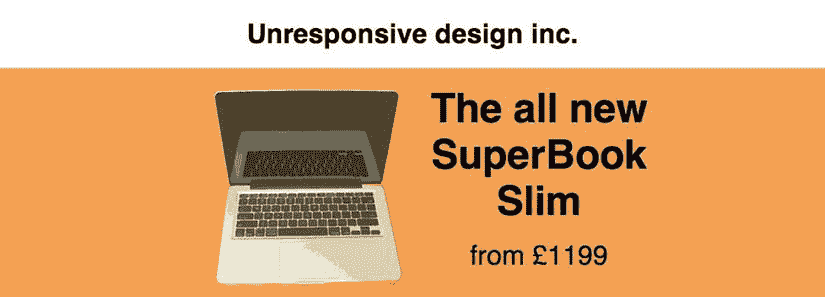 Unresponsive design inc.
The all new
SuperBook
Slim
from £1199